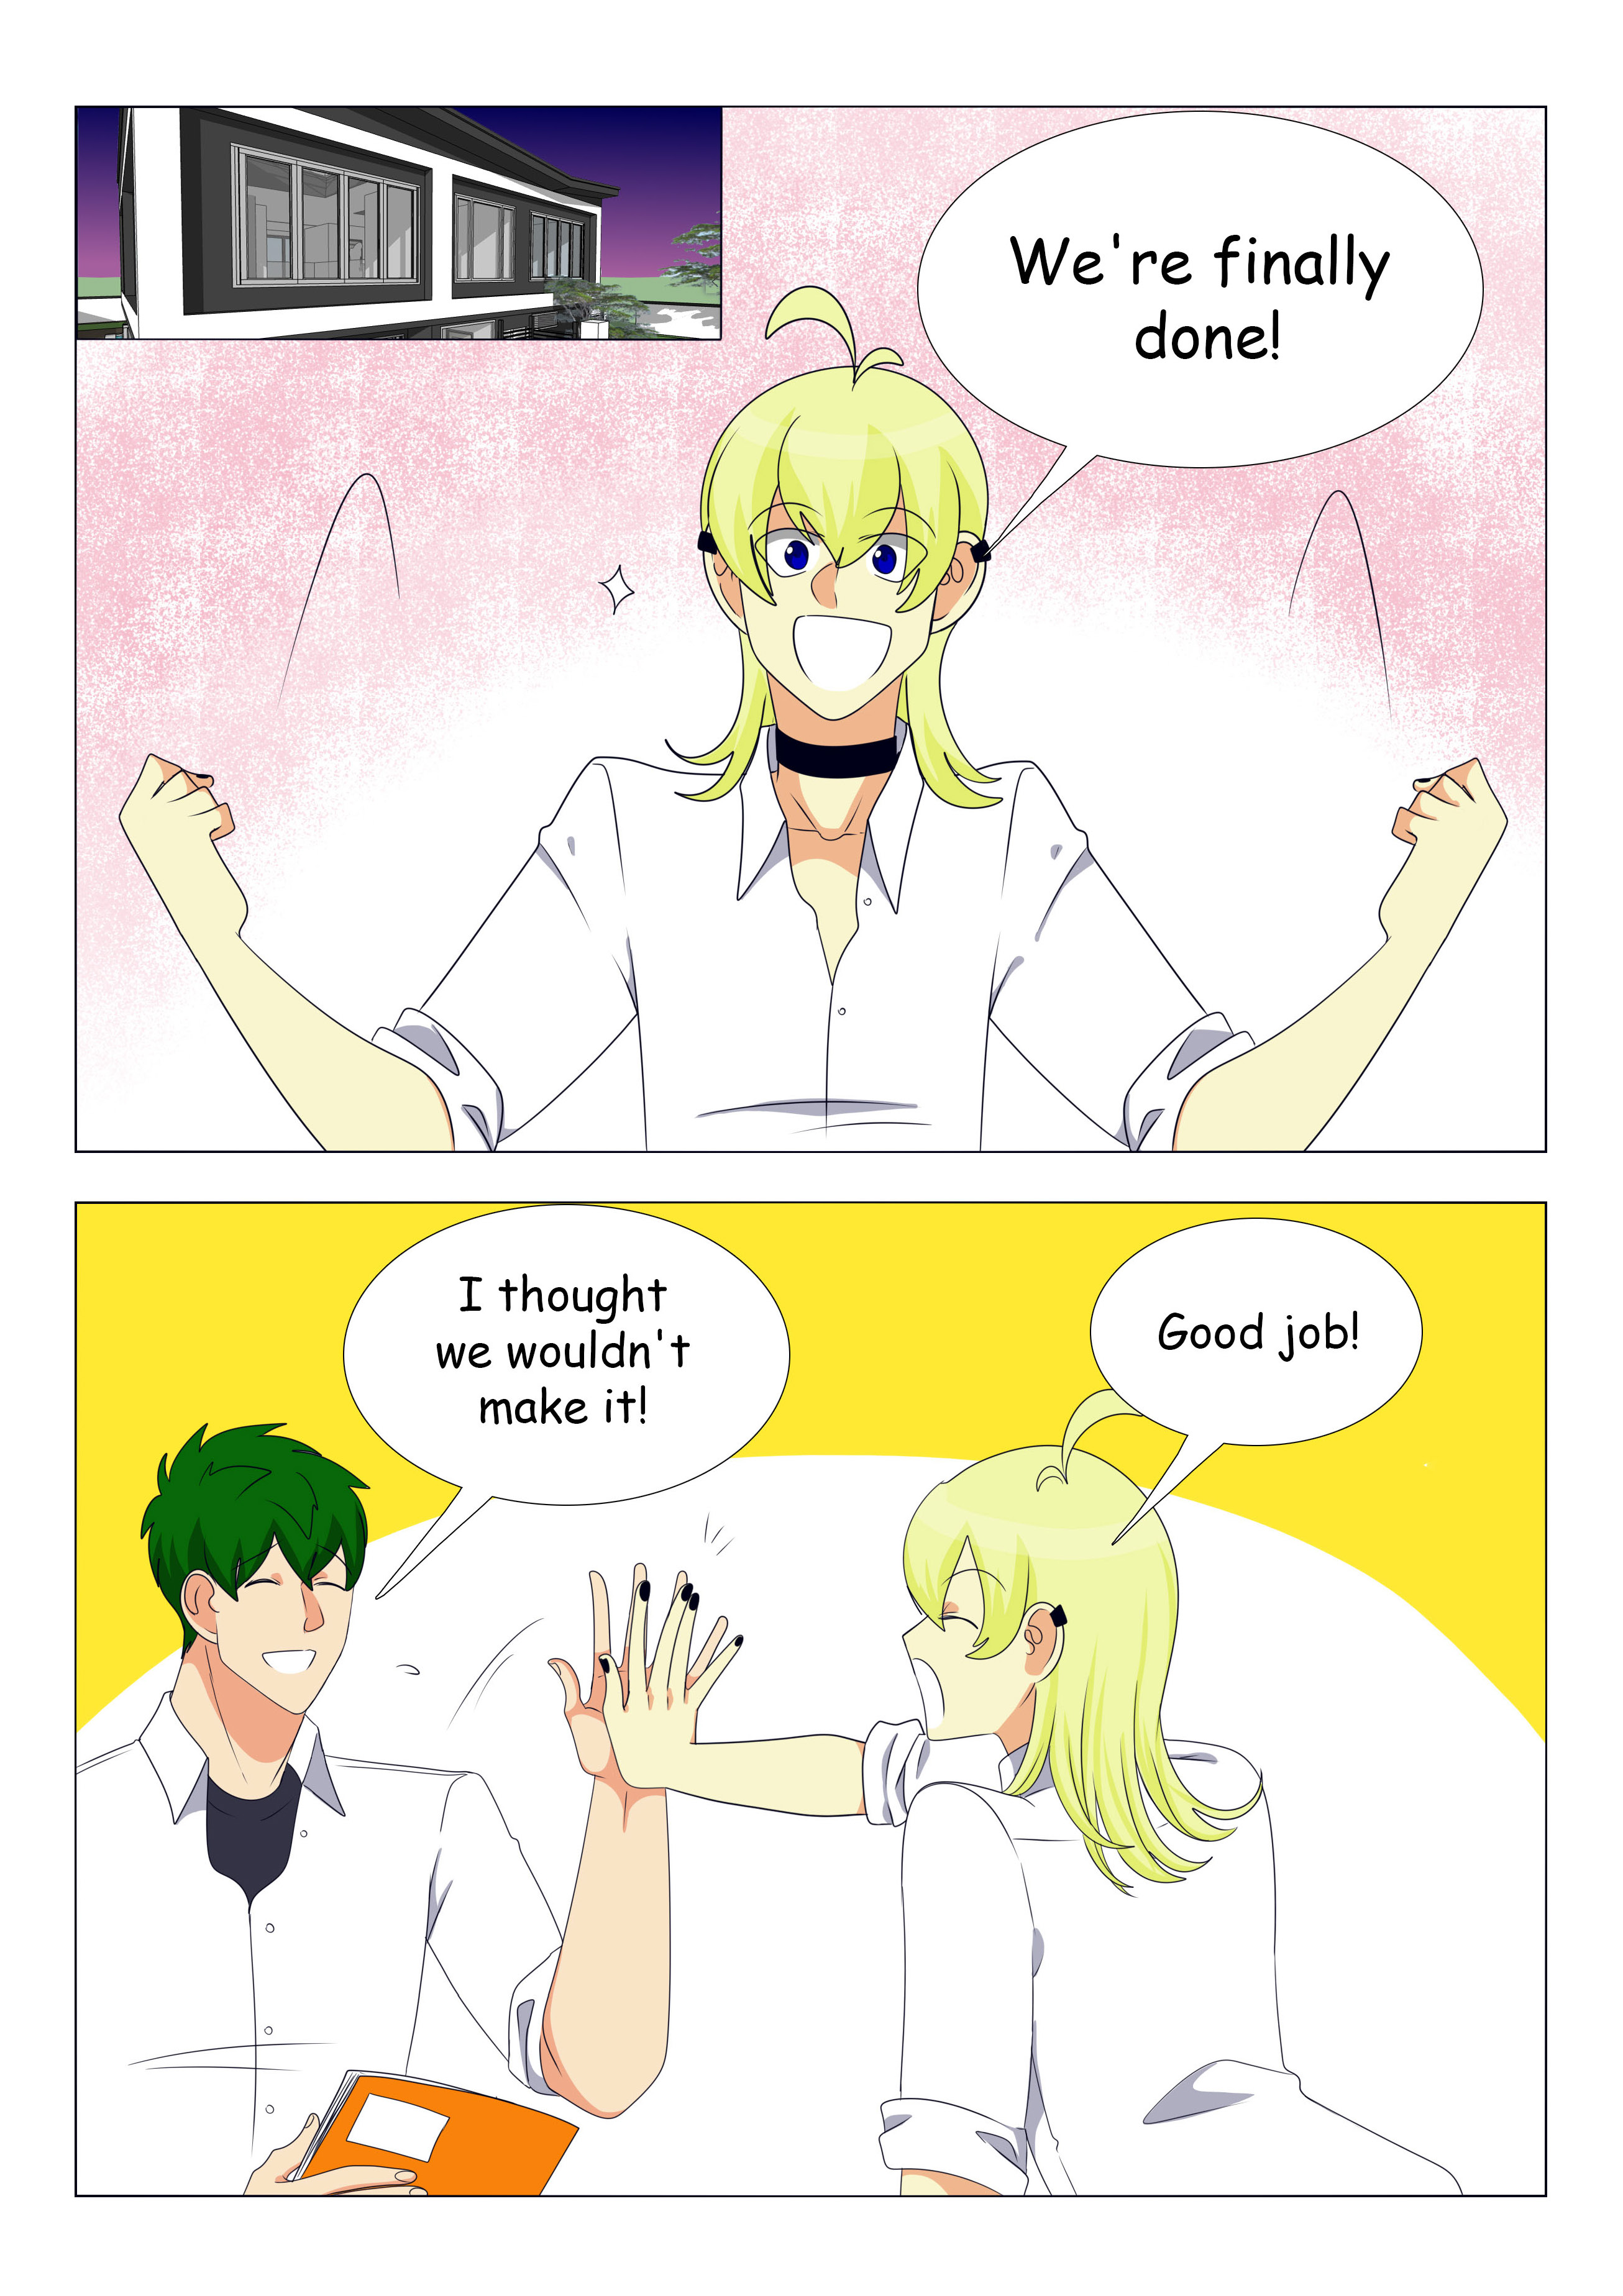 We're finally
done!
I thought
we wouldn't
make it!
Good job!